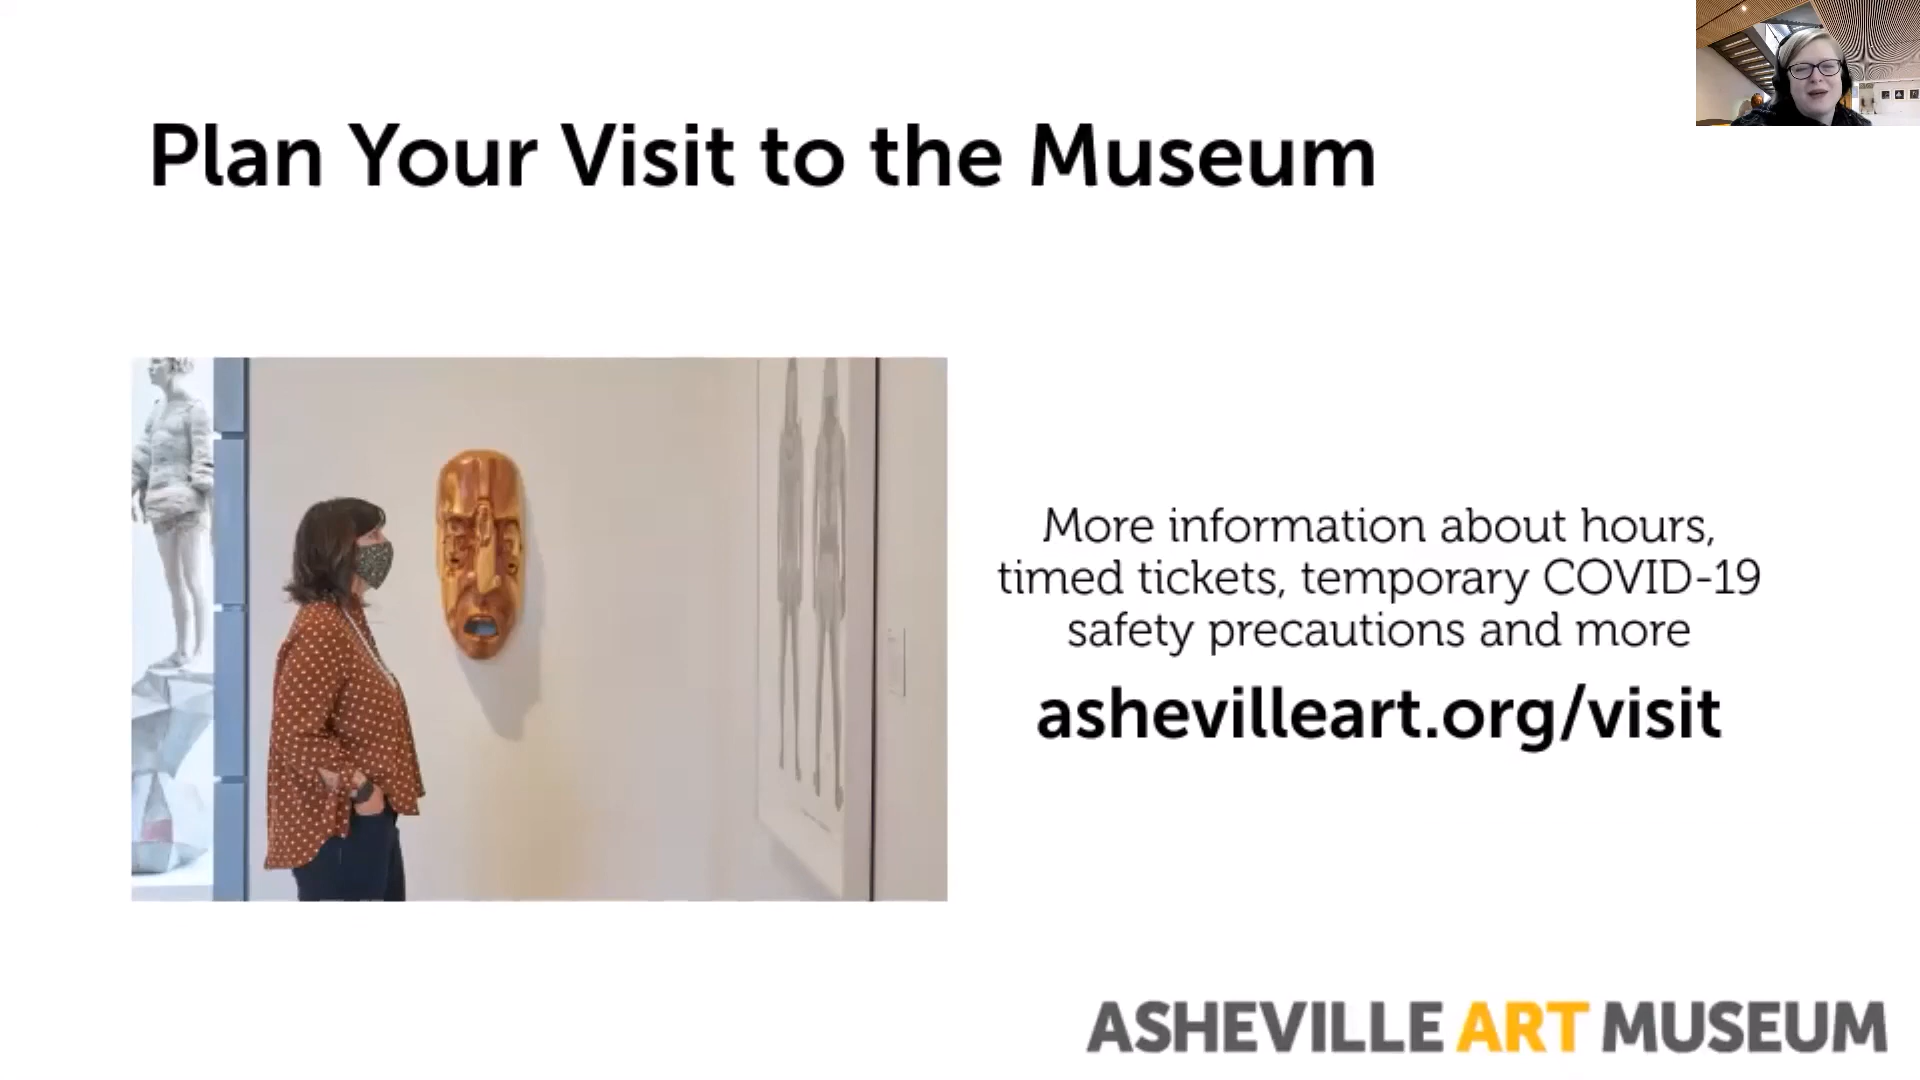 Plan Your Visit to the Museum
More information about hours,
timed tickets, temporary COVID-19
safety precautions and more
ashevilleart.org/visit
ASHEVILLE ART MUSEUM